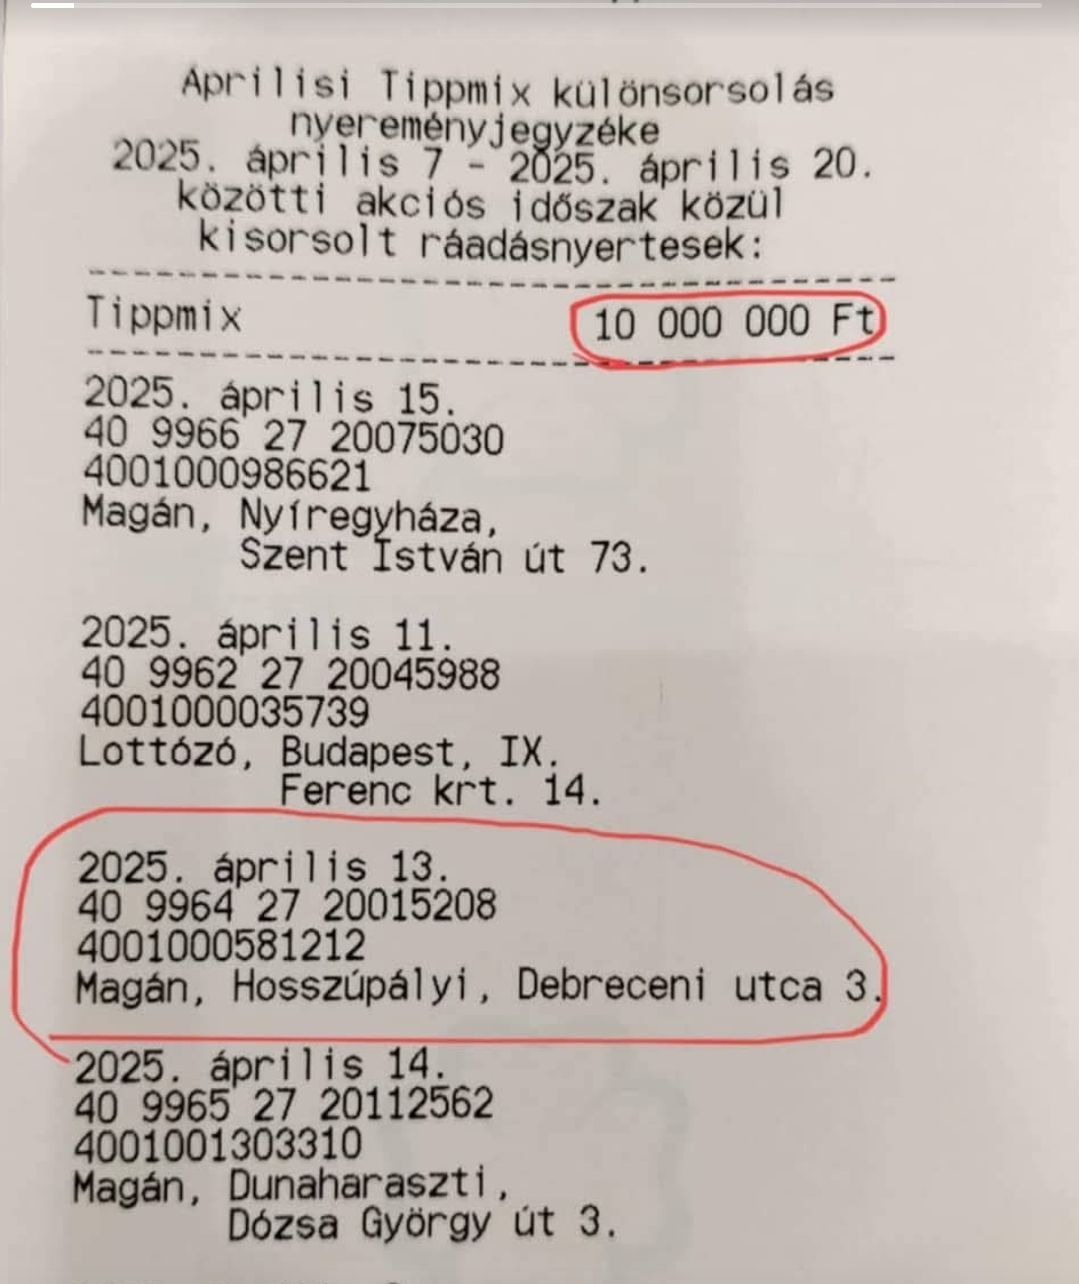 Áprilisi Tippmix különsorsolás
nyereményjegyzéke
2025. április 7 - 2025. április 20.
közötti akciós időszak közül
kisorsolt ráadásnyertesek:
Tippmix 10 000 000 Ft
2025. április 15.
40 9966 27 20075030
4001000986621
Magán, Nyíregyháza,
Szent István út 73.
2025. április 11.
40 9962 27 20045988
4001000035739
Lottózó, Budapest, IX.
Ferenc krt. 14.
2025. április 13.
40 9964 27 20015208
4001000581212
Magán, Hosszúpályi, Debreceni utca 3.
2025. április 14.
40 9965 27 20112562
4001001303310
Magán, Dunaharaszti,
Dózsa György út 3.